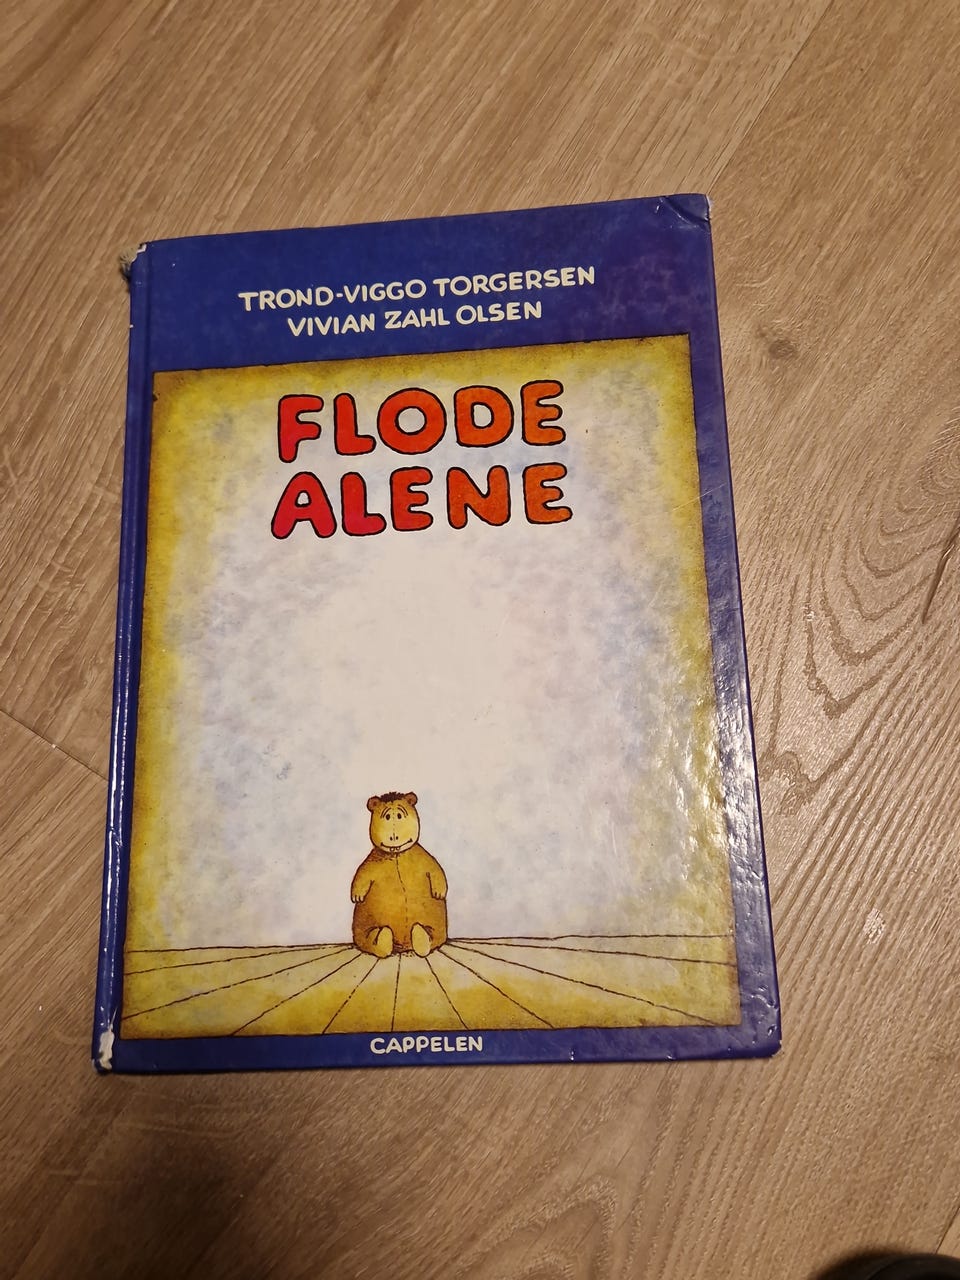 TROND-VIGGO TORGERSEN
VIVIAN ZAHL OLSEN
FLODE
ALENE
CAPPELEN